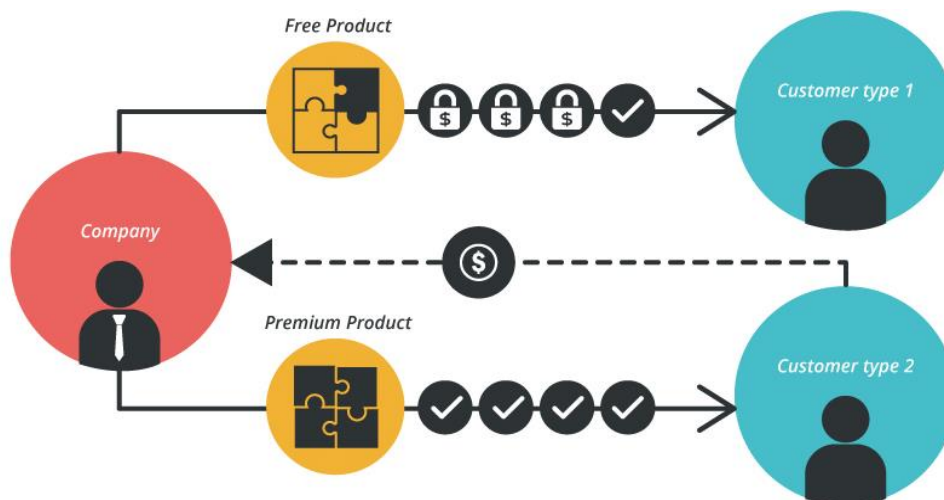 Free Product
Customer type 1
$ $ $
Company
$
Premium Product
Customer type 2